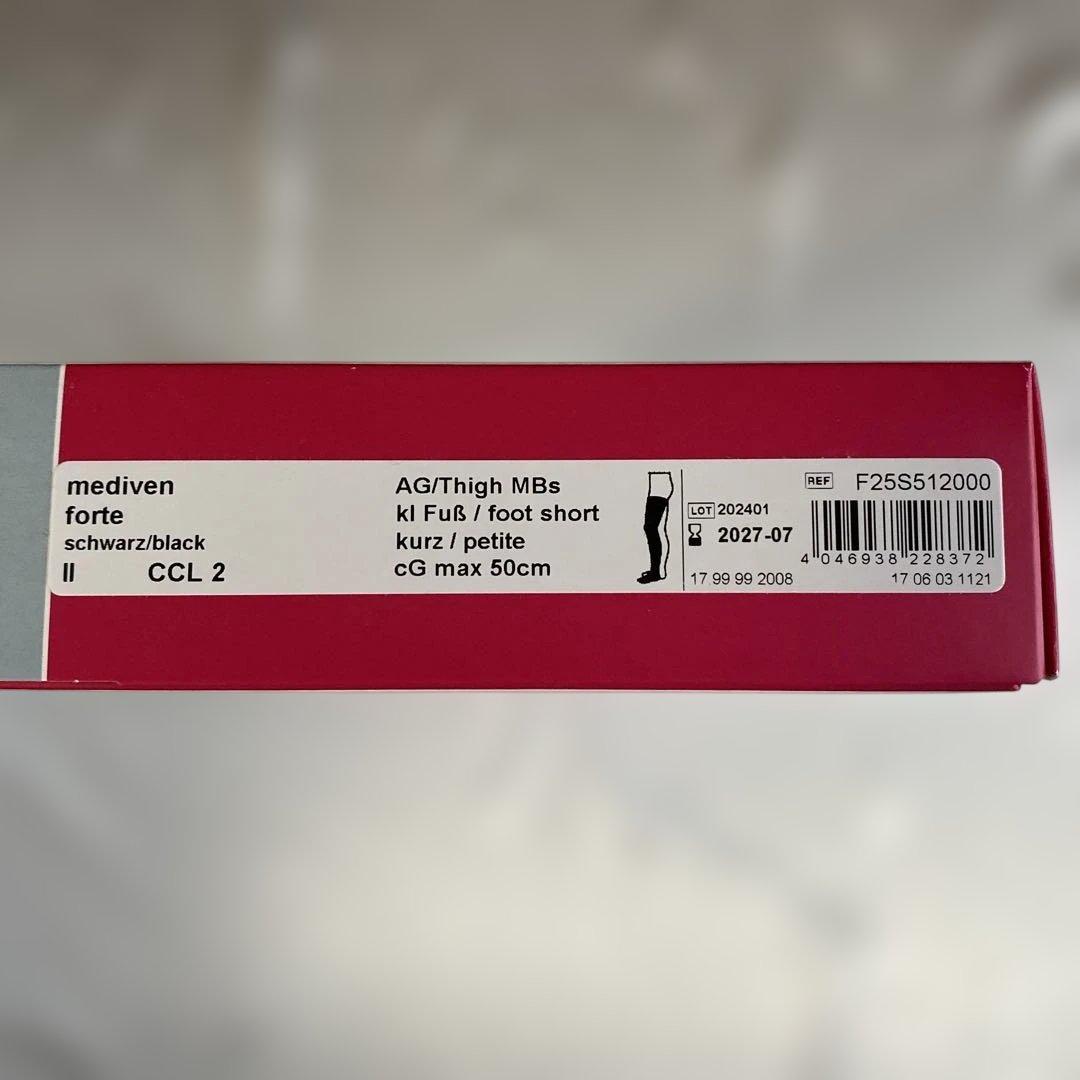 mediven
forte
schwarz/black
II CCL 2
AG/Thigh MBs
kl Fuß / foot short
kurz / petite
cG max 50cm
REF F25S512000
LOT 202401
2027-07
4 046938 228372
17 99 99 2008
17 06 03 1121